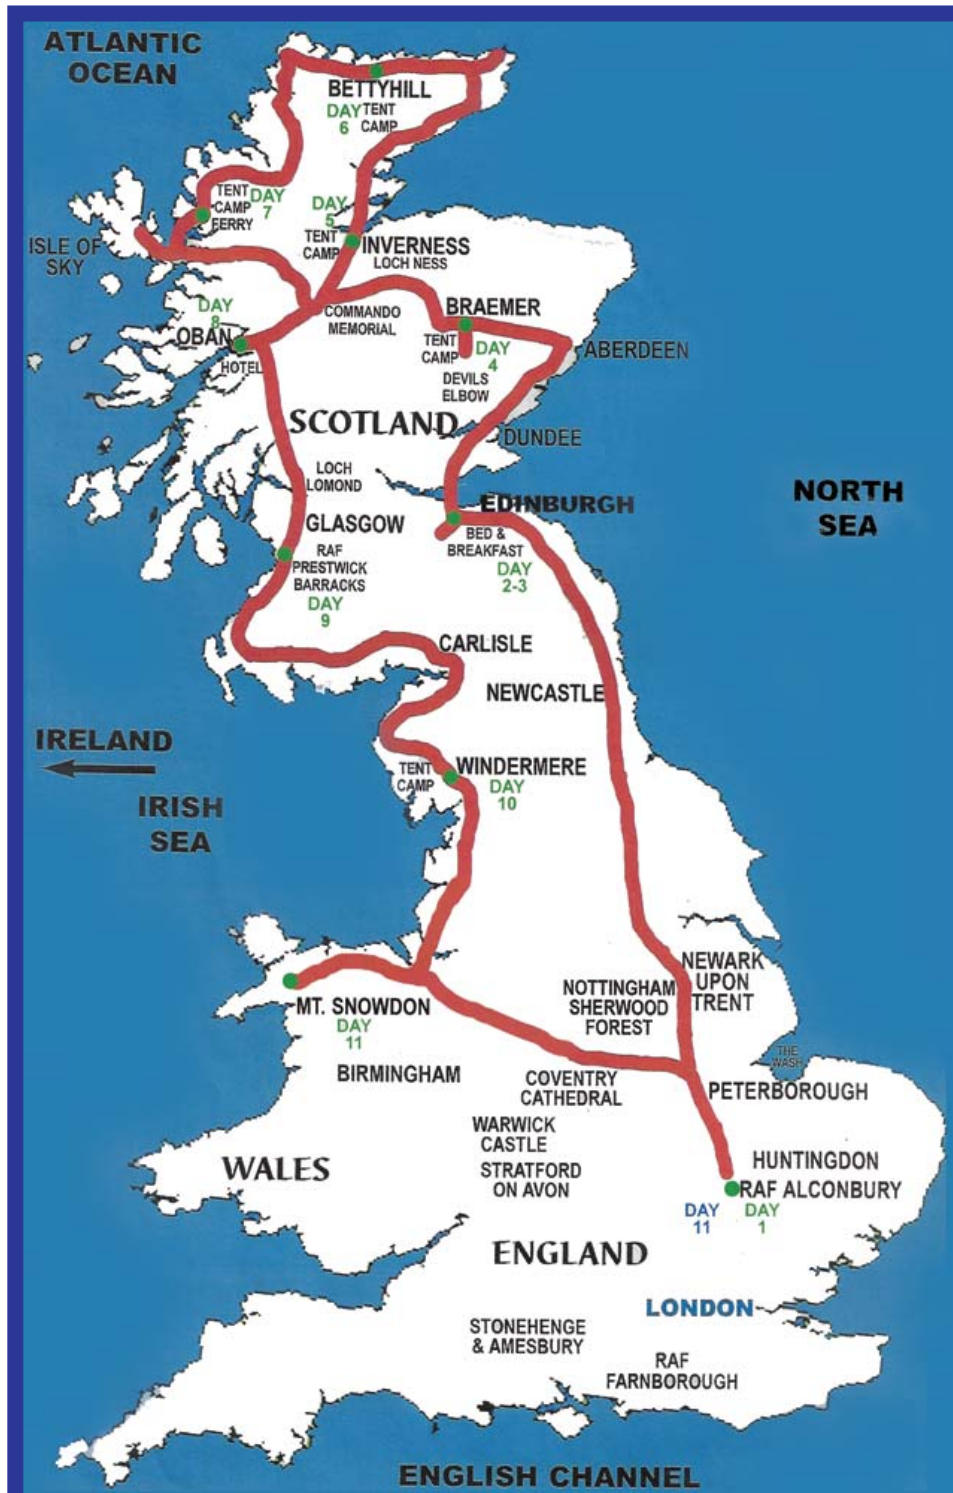 ATLANTIC
OCEAN
BETTYHILL
DAY
6
TENT
CAMP
TENT
CAMP
FERRY
DAY
7
DAY
5
TENT
CAMP
INVERNESS
LOCH NESS
ISLE OF
SKY
DAY
8
OBAN
HOTEL
COMMANDO
MEMORIAL
BRAEMER
TENT
CAMP
DAY
4
DEVILS
ELBOW
ABERDEEN
SCOTLAND
DUNDEE
LOCH
LOMOND
GLASGOW
EDINBURGH
BED &
BREAKFAST
DAY
2-3
NORTH
SEA
RAF
PRESTWICK
BARRACKS
DAY
9
CARLISLE
NEWCASTLE
IRELAND
IRISH
SEA
TENT
CAMP
WINDERMERE
DAY
10
MT. SNOWDON
DAY
11
NOTTINGHAM
SHERWOOD
FOREST
NEWARK
UPON
TRENT
THE
WASH
BIRMINGHAM
COVENTRY
CATHEDRAL
PETERBOROUGH
WARWICK
CASTLE
STRATFORD
ON AVON
WALES
HUNTINGDON
RAF ALCONBURY
DAY
11
DAY
1
ENGLAND
LONDON
STONEHENGE
& AMESBURY
RAF
FARNBOROUGH
ENGLISH CHANNEL